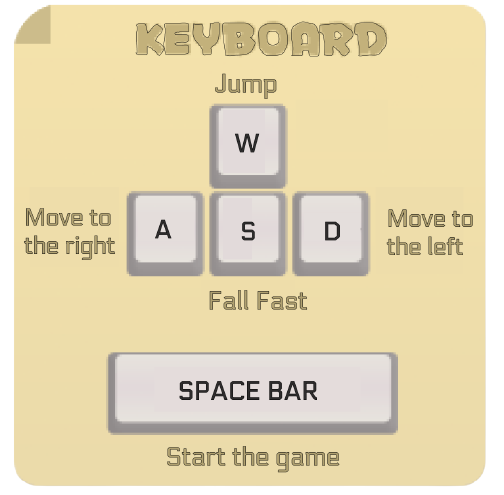 KEYBOARD
Jump
W
Move to
the right
A
S
D
Move to
the left
Fall Fast
SPACE BAR
Start the game